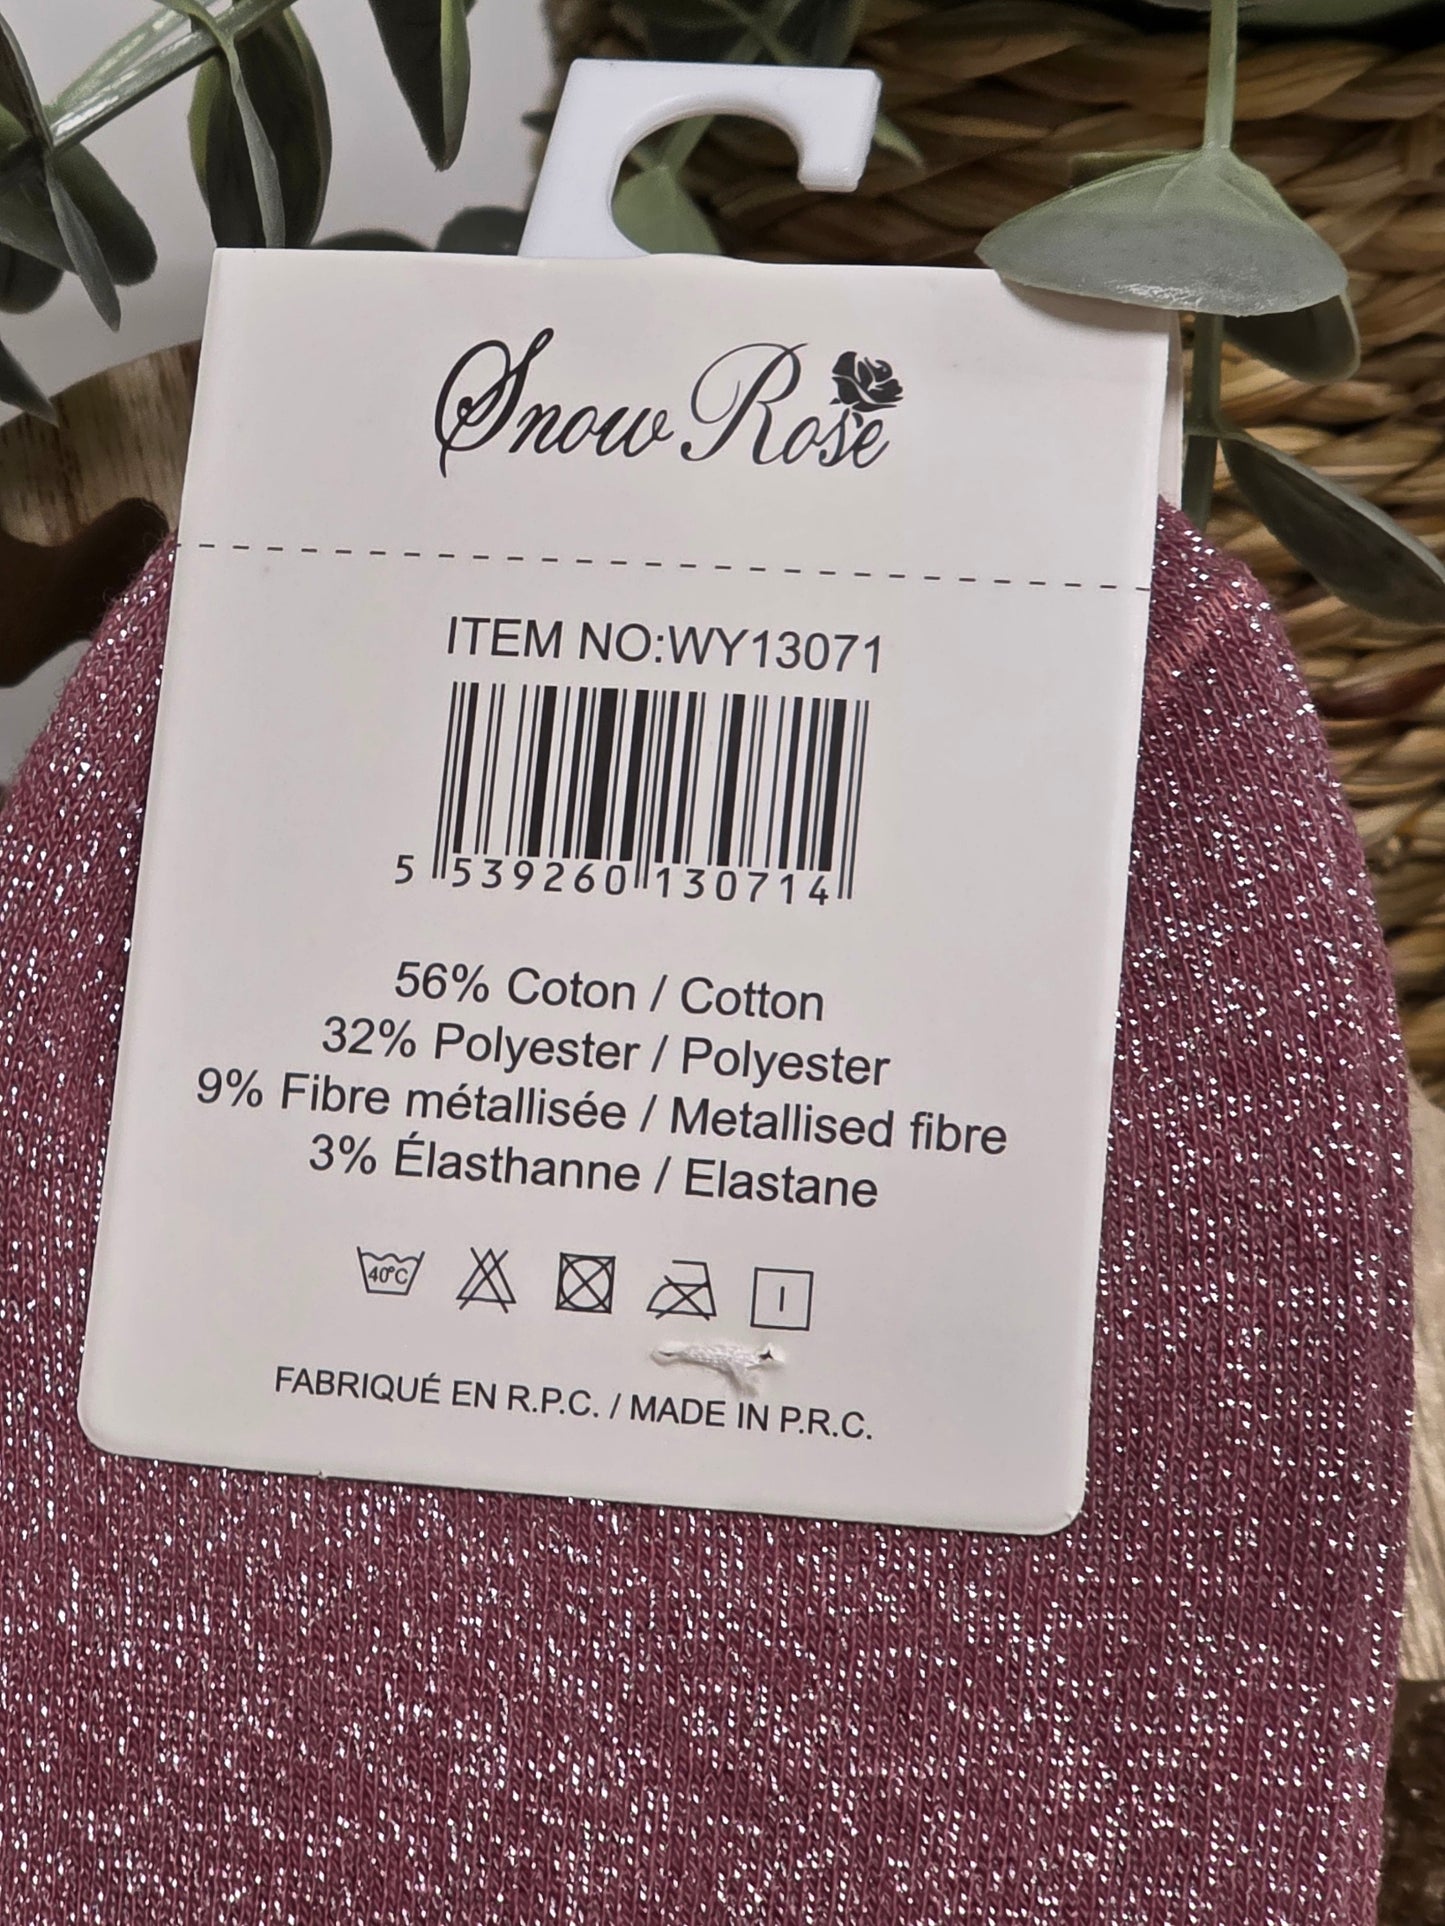 Snow Rose
ITEM NO:WY13071
5 539260 130714
56% Coton / Cotton
32% Polyester / Polyester
9% Fibre métallisée / Metallised fibre
3% Élasthanne / Elastane
40°C
FABRIQUÉ EN R.P.C. / MADE IN P.R.C.